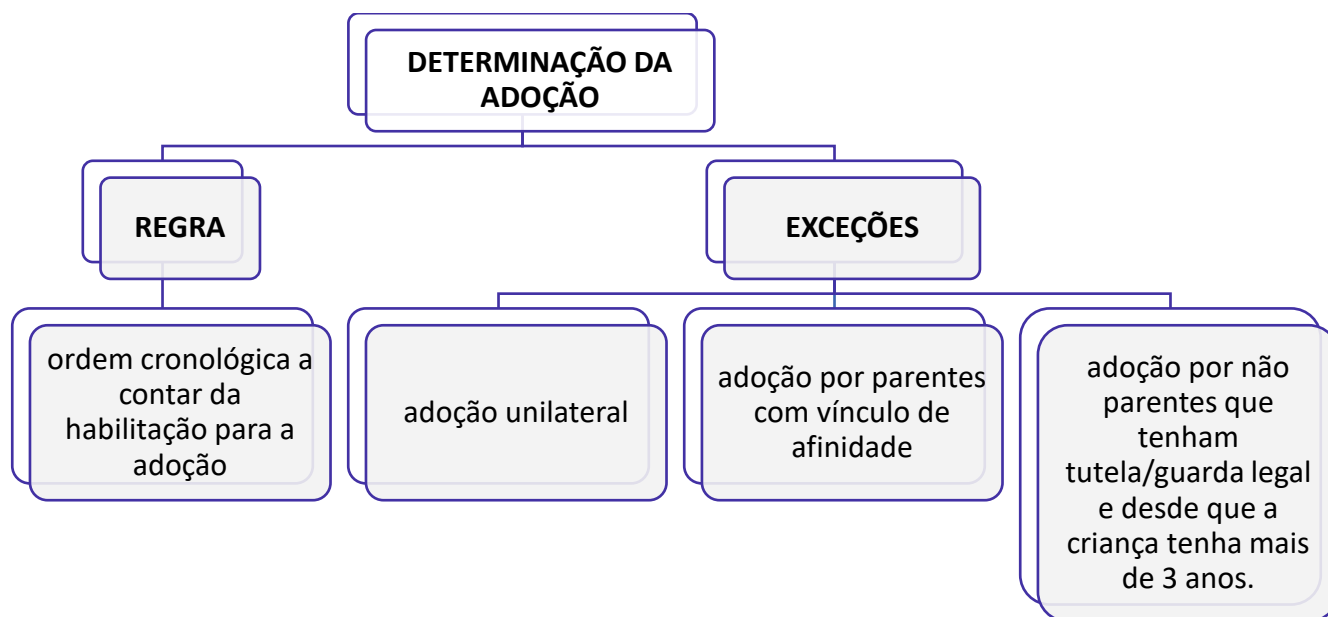 DETERMINAÇÃO DA
ADOÇÃO
REGRA
EXCEÇÕES
ordem cronológica a
contar da
habilitação para a
adoção
adoção unilateral
adoção por parentes
com vínculo de
afinidade
adoção por não
parentes que
tenham
tutela/guarda legal
e desde que a
criança tenha mais
de 3 anos.